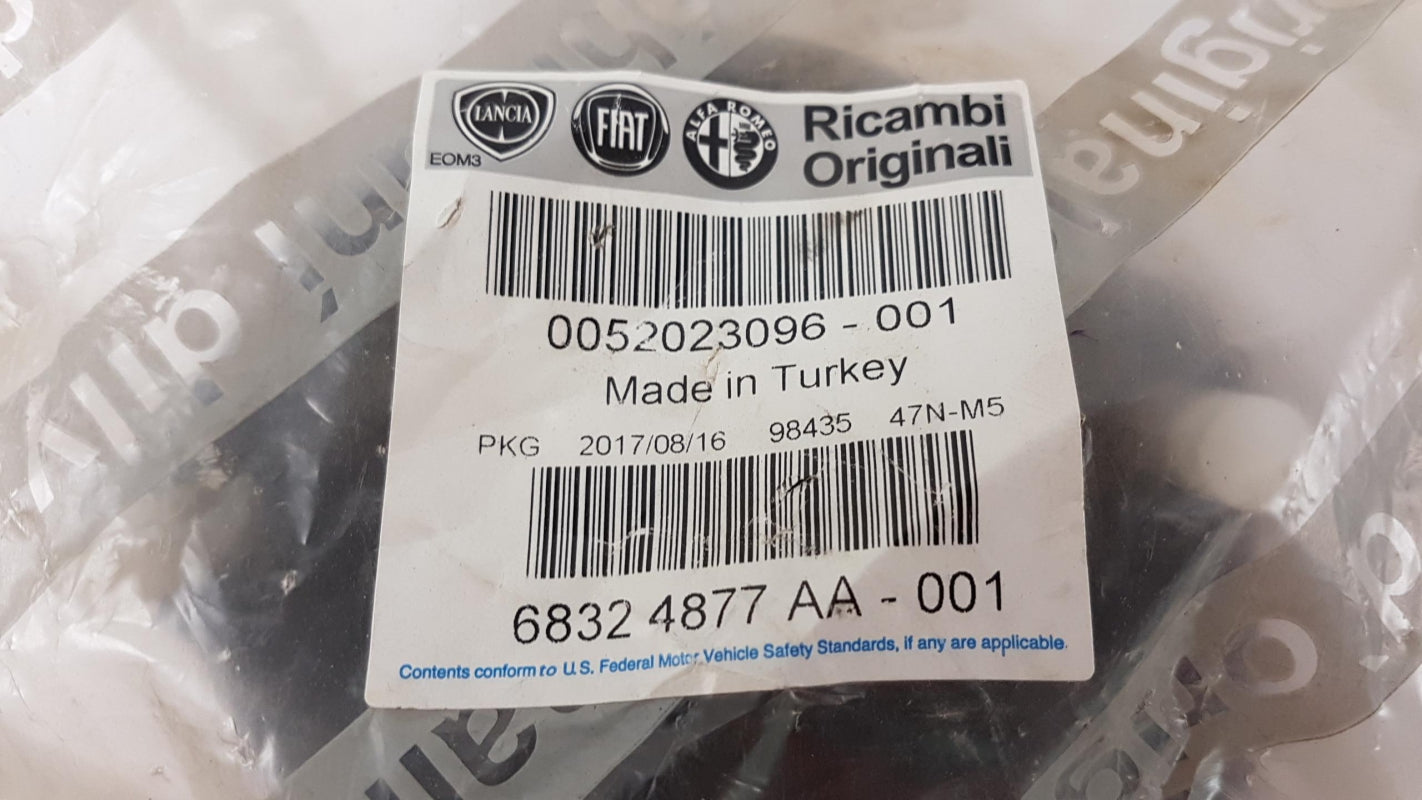 LANCIA
FIAT
ALFA ROMEO
Ricambi
Originali
EOM3
0052023096 - 001
Made in Turkey
PKG 2017/08/16 98435 47N-M5
6832 4877 AA - 001
Contents conform to U.S. Federal Motor Vehicle Safety Standards, if any are applicable.